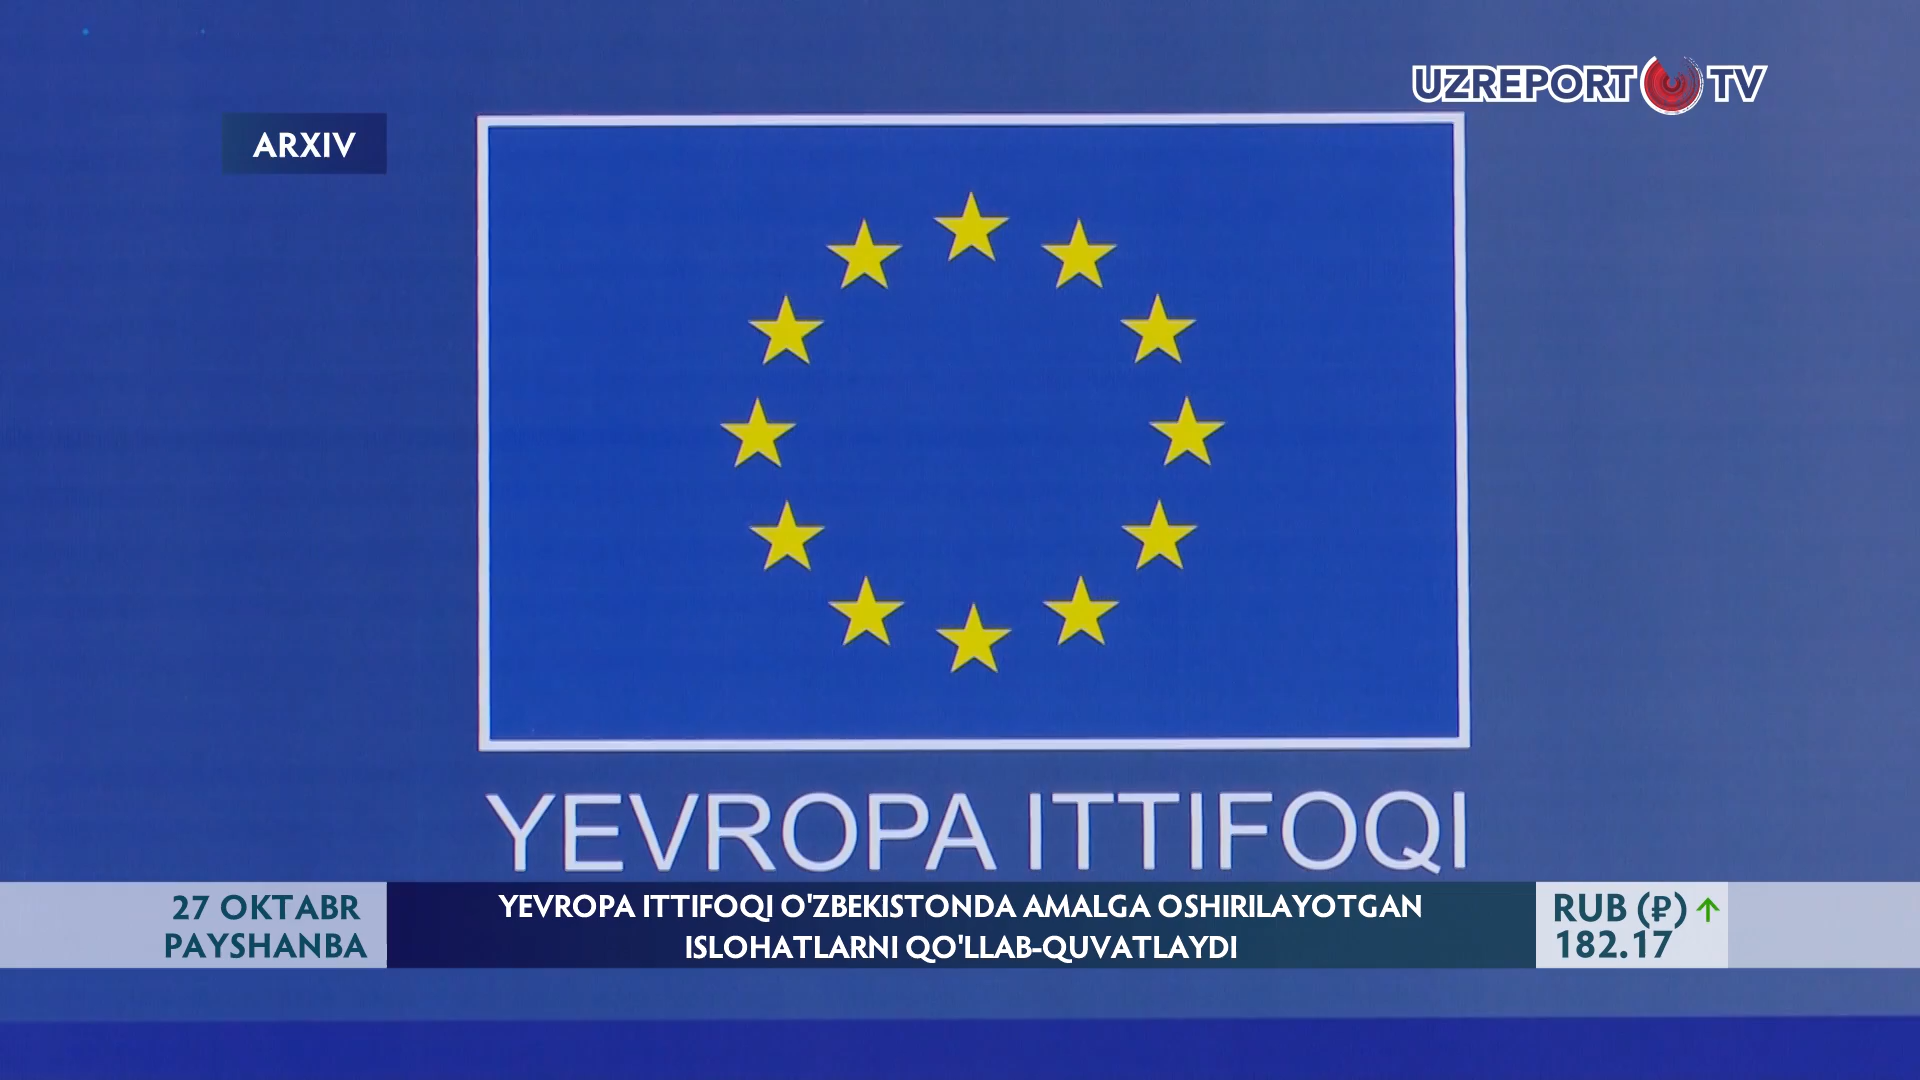 UZREPORT TV
ARXIV
YEVROPA ITTIFOQI
27 OKTABR
PAYSHANBA
YEVROPA ITTIFOQI O'ZBEKISTONDA AMALGA OSHIRILAYOTGAN
ISLOHATLARNI QO'LLAB-QUVATLAYDI
RUB (₽) ↑
182.17